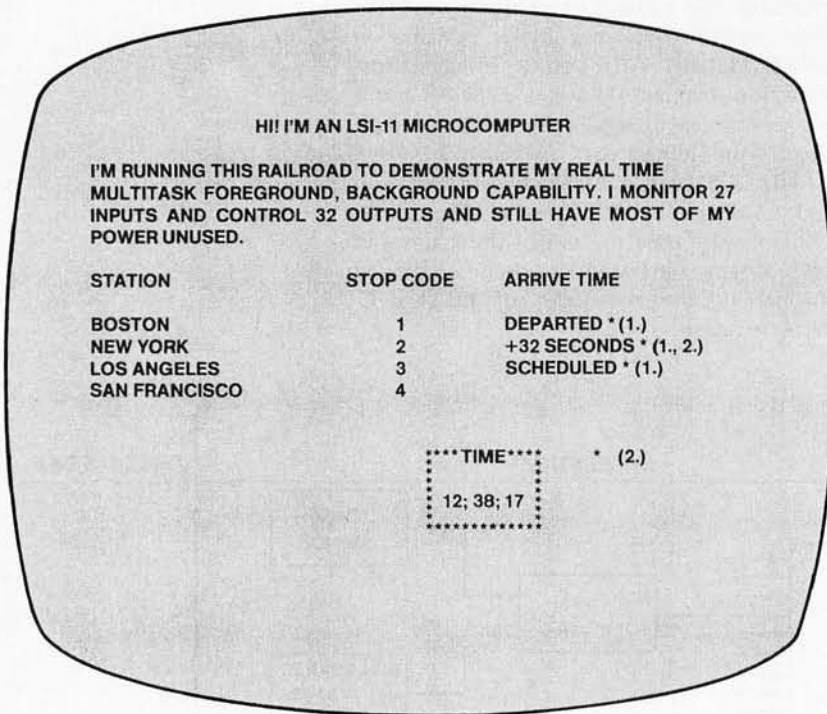 HI! I'M AN LSI-11 MICROCOMPUTER
I'M RUNNING THIS RAILROAD TO DEMONSTRATE MY REAL TIME
MULTITASK FOREGROUND, BACKGROUND CAPABILITY. I MONITOR 27
INPUTS AND CONTROL 32 OUTPUTS AND STILL HAVE MOST OF MY
POWER UNUSED.
STATION STOP CODE ARRIVE TIME
BOSTON 1 DEPARTED * (1.)
NEW YORK 2 +32 SECONDS * (1., 2.)
LOS ANGELES 3 SCHEDULED * (1.)
SAN FRANCISCO 4
****TIME**** * (2.)
12; 38; 17